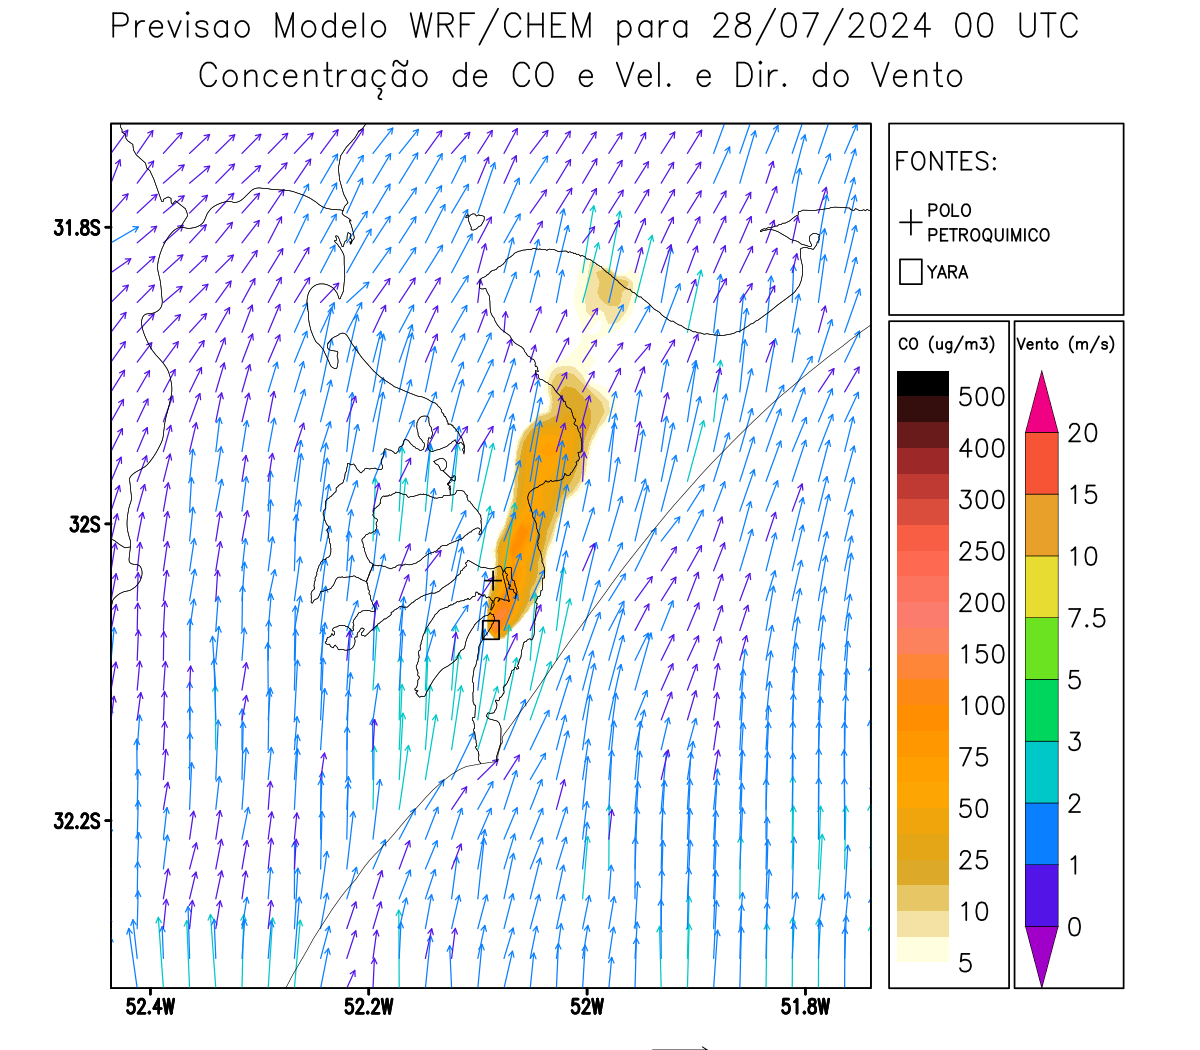 Previsao Modelo WRF/CHEM para 28/07/2024 00 UTC
Concentração de CO e Vel. e Dir. do Vento
FONTES:
POLO
PETROQUIMICO
YARA
CO (ug/m3)
500
400
300
250
200
150
100
75
50
25
10
5
Vento (m/s)
20
15
10
7.5
5
3
2
1
0
31.8S
32S
32.2S
52.4W
52.2W
52W
51.8W